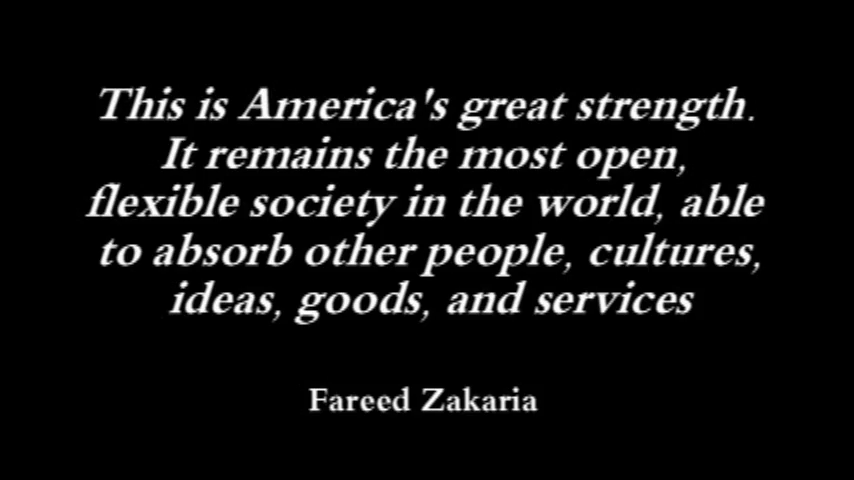 This is America's great strength.
It remains the most open,
flexible society in the world, able
to absorb other people, cultures,
ideas, goods, and services
Fareed Zakaria